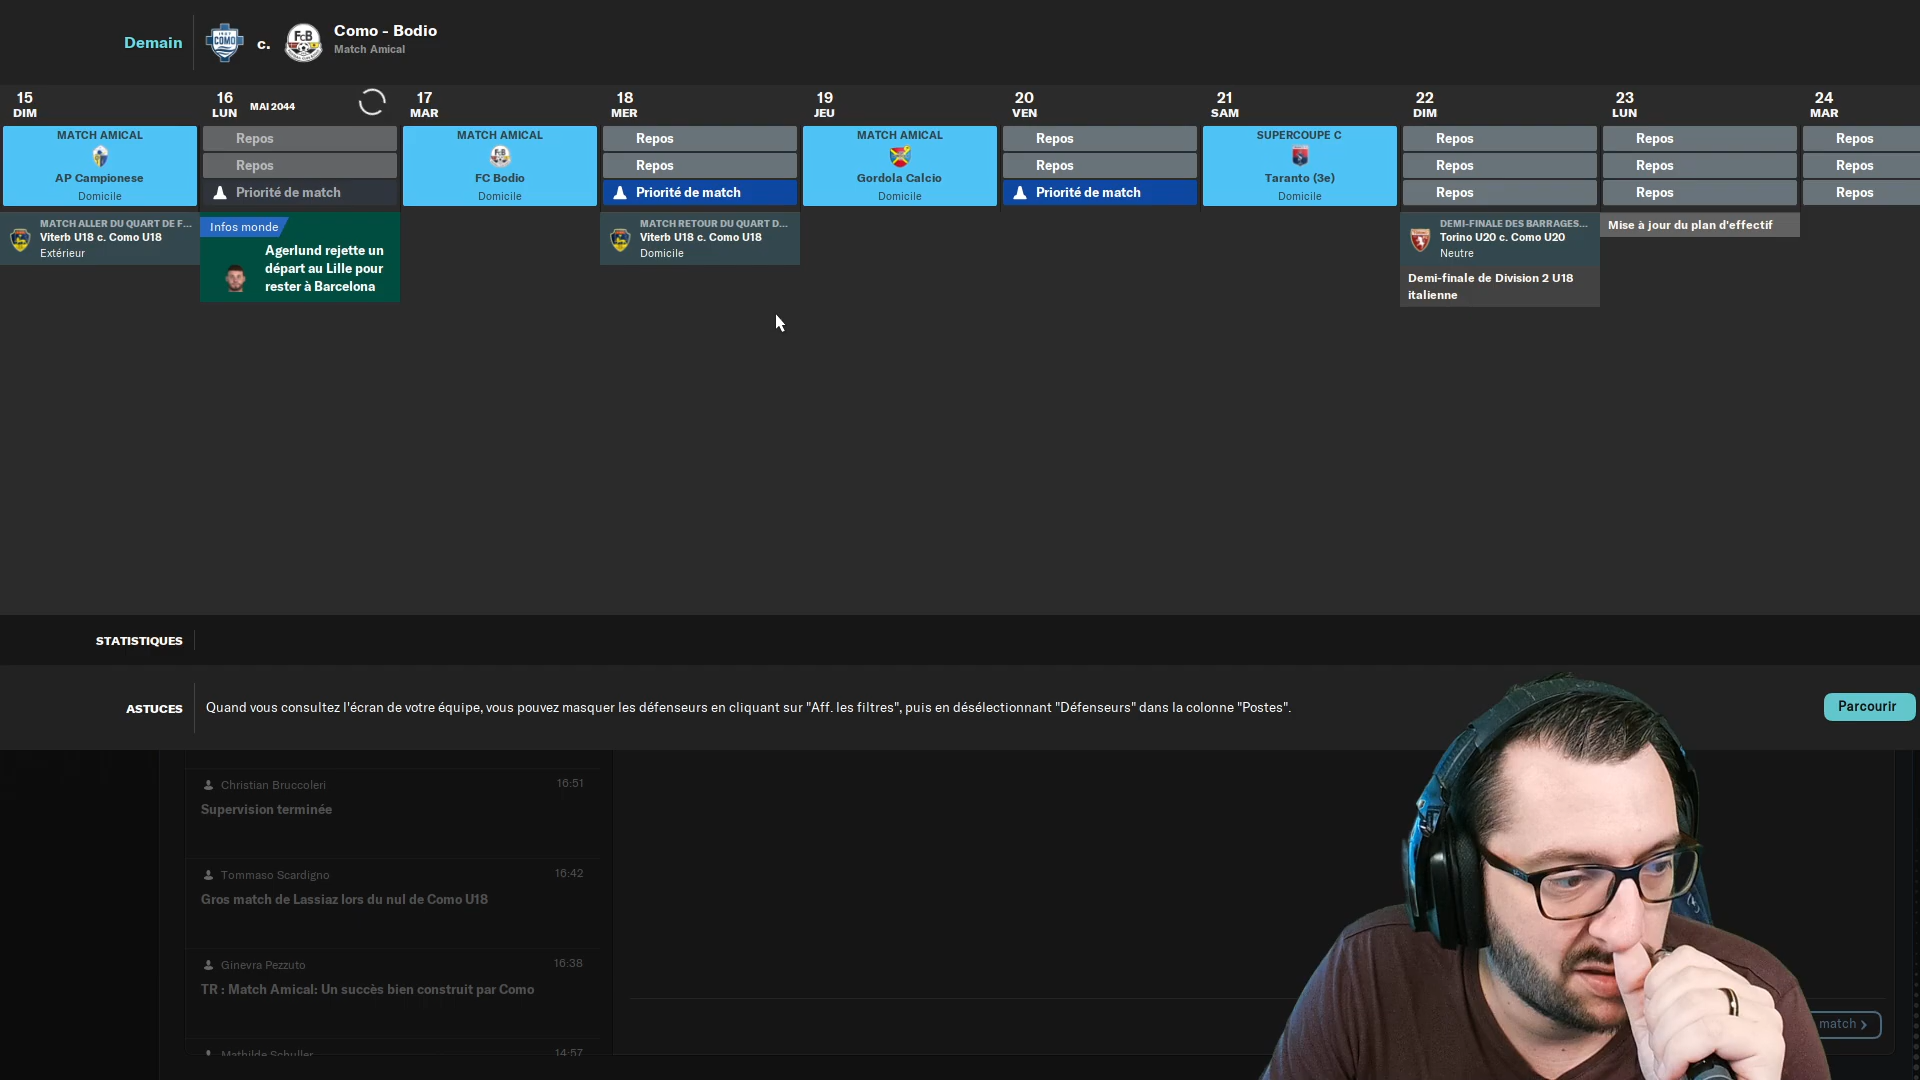 Demain
c.
Como - Bodio
Match Amical
15
DIM
16
LUN
MAI 2044
17
MAR
18
MER
19
JEU
20
VEN
21
SAM
22
DIM
23
LUN
24
MAR
MATCH AMICAL
AP Campionese
Domicile
Repos
Repos
Priorité de match
MATCH AMICAL
FC Bodio
Domicile
Repos
Repos
Priorité de match
MATCH AMICAL
Gordola Calcio
Domicile
Repos
Repos
Priorité de match
SUPERCOUPE C
Taranto (3e)
Domicile
Repos
Repos
Repos
Repos
Repos
Repos
Repos
Repos
Repos
MATCH ALLER DU QUART DE F...
Viterb U18 c. Como U18
Extérieur
Infos monde
Agerlund rejette un
départ au Lille pour
rester à Barcelona
MATCH RETOUR DU QUART D...
Viterb U18 c. Como U18
Domicile
DEMI-FINALE DES BARRAGES...
Torino U20 c. Como U20
Neutre
Demi-finale de Division 2 U18
italienne
Mise à jour du plan d'effectif
STATISTIQUES
ASTUCES
Quand vous consultez l'écran de votre équipe, vous pouvez masquer les défenseurs en cliquant sur "Aff. les filtres", puis en désélectionnant "Défenseurs" dans la colonne "Postes".
Parcourir
Christian Bruccoleri
16:51
Supervision terminée
Tommaso Scardigno
16:42
Gros match de Lassiaz lors du nul de Como U18
Ginevra Pezzuto
16:38
TR : Match Amical: Un succès bien construit par Como
Mathilde Schuller
14:57
match